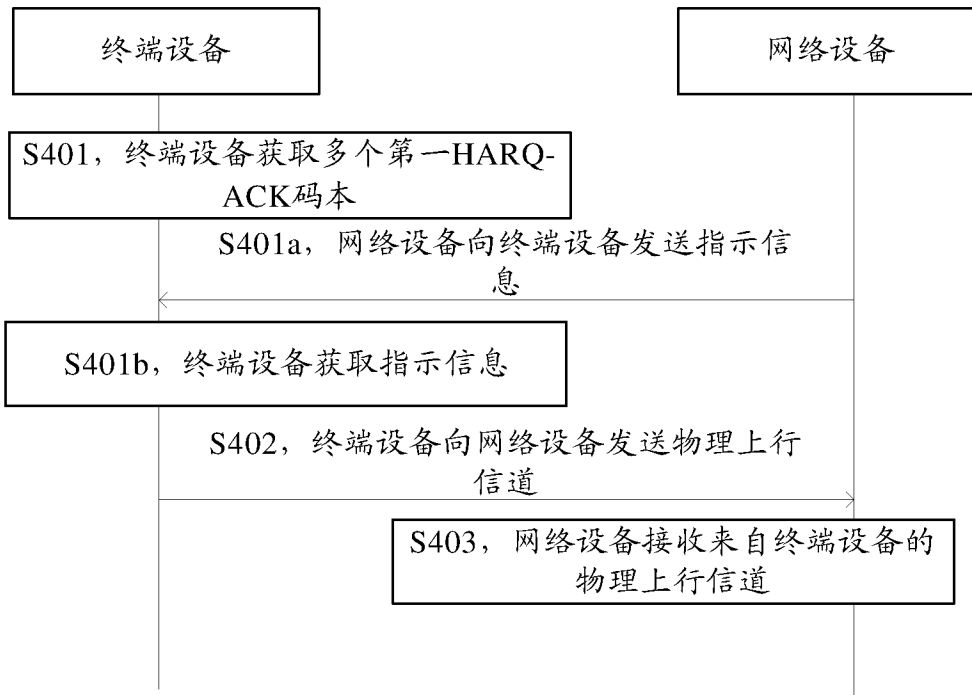 终端设备
网络设备
S401，终端设备获取多个第一HARQ-
ACK码本
S401a，网络设备向终端设备发送指示信
息
S401b，终端设备获取指示信息
S402，终端设备向网络设备发送物理上行
信道
S403，网络设备接收来自终端设备的
物理上行信道